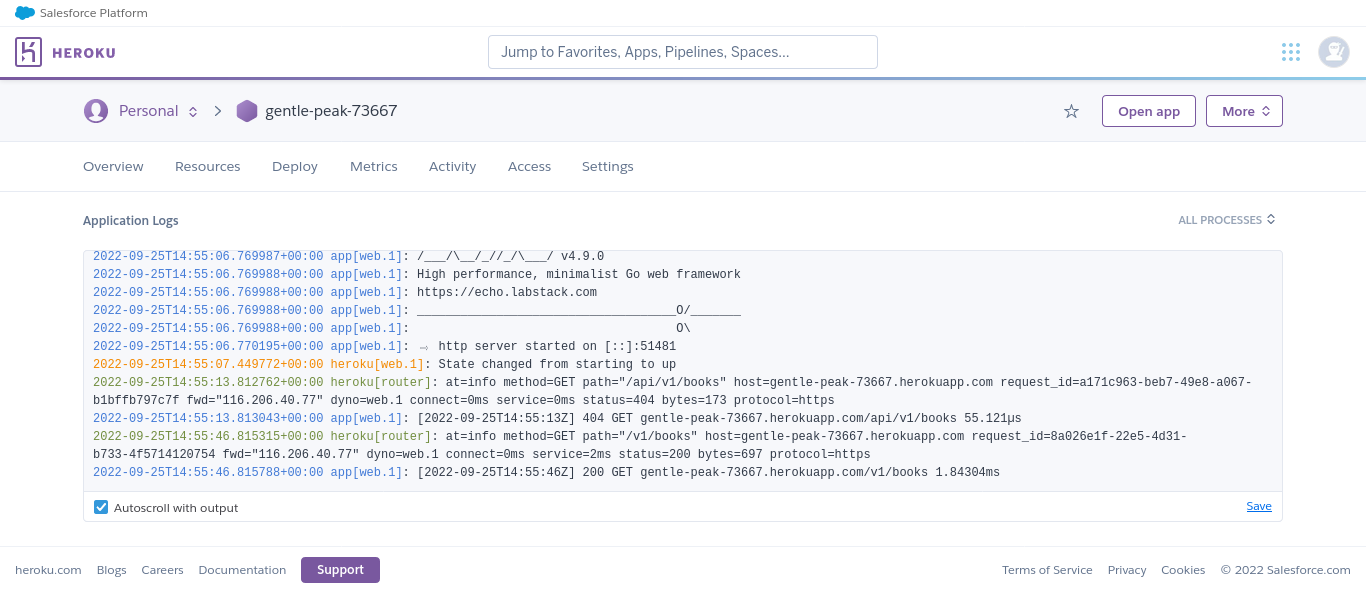 Salesforce Platform
HEROKU
Jump to Favorites, Apps, Pipelines, Spaces...
Personal gentle-peak-73667 Open app More
Overview Resources Deploy Metrics Activity Access Settings
Application Logs ALL PROCESSES
2022-09-25T14:55:06.769987+00:00 app[web.1]: /___/\__/_//_/\___/ v4.9.0
2022-09-25T14:55:06.769988+00:00 app[web.1]: High performance, minimalist Go web framework
2022-09-25T14:55:06.769988+00:00 app[web.1]: https://echo.labstack.com
2022-09-25T14:55:06.769988+00:00 app[web.1]: ____________________________________O/_______
2022-09-25T14:55:06.769988+00:00 app[web.1]:                                     O\
2022-09-25T14:55:06.770195+00:00 app[web.1]: ⇨ http server started on [::]:51481
2022-09-25T14:55:07.449772+00:00 heroku[web.1]: State changed from starting to up
2022-09-25T14:55:13.812762+00:00 heroku[router]: at=info method=GET path="/api/v1/books" host=gentle-peak-73667.herokuapp.com request_id=a171c963-beb7-49e8-a067-
b1bffb797c7f fwd="116.206.40.77" dyno=web.1 connect=0ms service=0ms status=404 bytes=173 protocol=https
2022-09-25T14:55:13.813043+00:00 app[web.1]: [2022-09-25T14:55:13Z] 404 GET gentle-peak-73667.herokuapp.com/api/v1/books 55.121µs
2022-09-25T14:55:46.815315+00:00 heroku[router]: at=info method=GET path="/v1/books" host=gentle-peak-73667.herokuapp.com request_id=8a026e1f-22e5-4d31-
b733-4f5714120754 fwd="116.206.40.77" dyno=web.1 connect=0ms service=2ms status=200 bytes=697 protocol=https
2022-09-25T14:55:46.815788+00:00 app[web.1]: [2022-09-25T14:55:46Z] 200 GET gentle-peak-73667.herokuapp.com/v1/books 1.84304ms
Autoscroll with output Save
heroku.com Blogs Careers Documentation Support Terms of Service Privacy Cookies © 2022 Salesforce.com